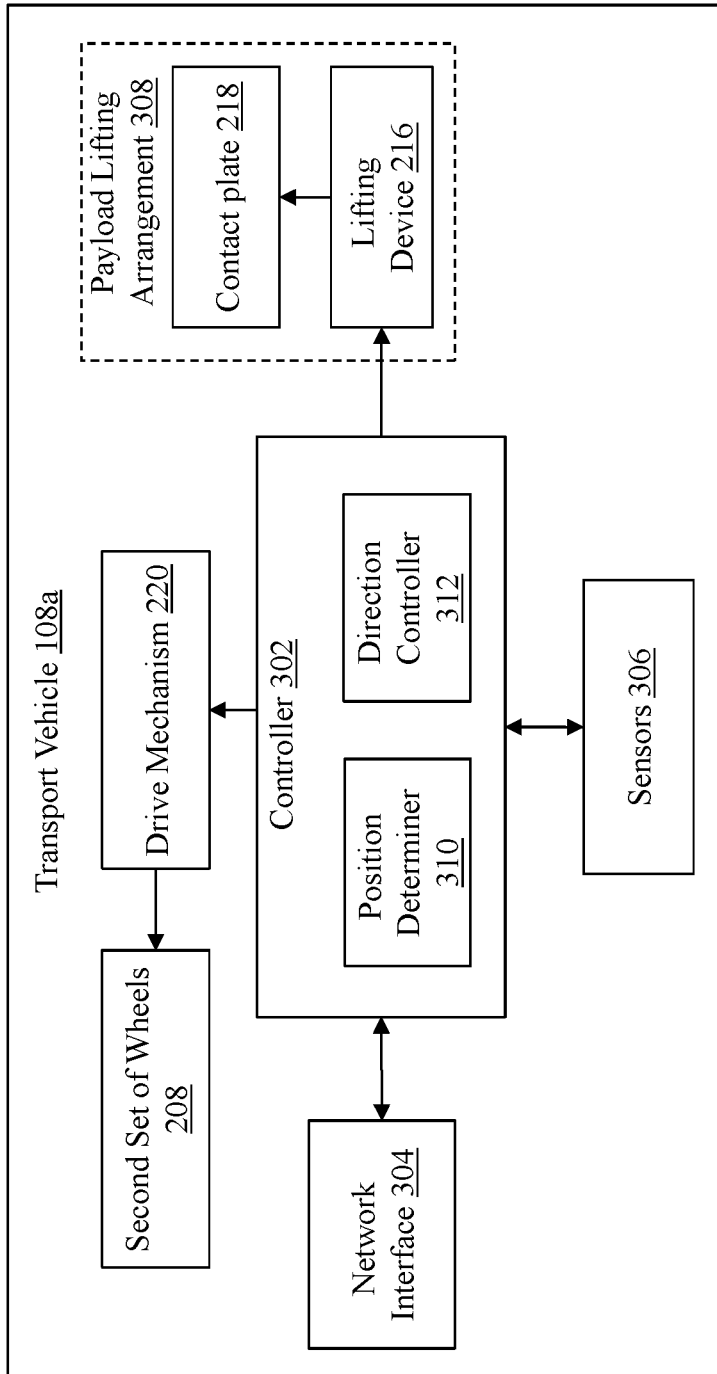 Transport Vehicle 108a
Second Set of Wheels
208
Drive Mechanism 220
Payload Lifting
Arrangement 308
Contact plate 218
Lifting
Device 216
Controller 302
Position
Determiner
310
Direction
Controller
312
Network
Interface 304
Sensors 306